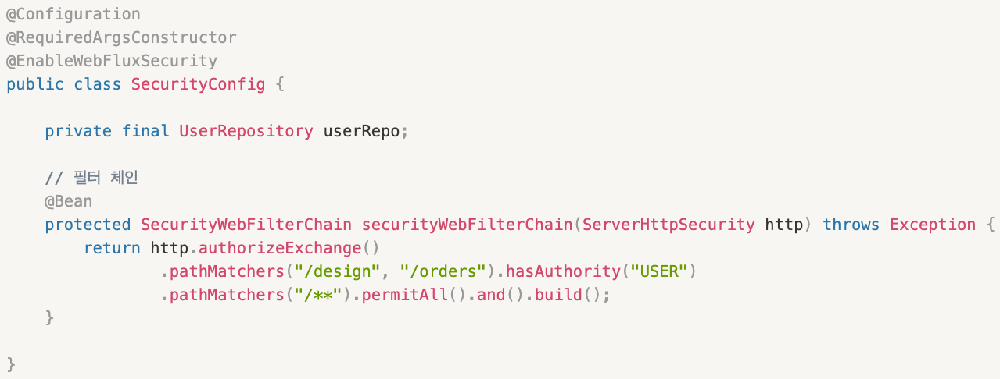 @Configuration
@RequiredArgsConstructor
@EnableWebFluxSecurity
public class SecurityConfig {
    private final UserRepository userRepo;
    // 필터 체인
    @Bean
    protected SecurityWebFilterChain securityWebFilterChain(ServerHttpSecurity http) throws Exception {
        return http.authorizeExchange()
                .pathMatchers("/design", "/orders").hasAuthority("USER")
                .pathMatchers("/**").permitAll().and().build();
    }
}